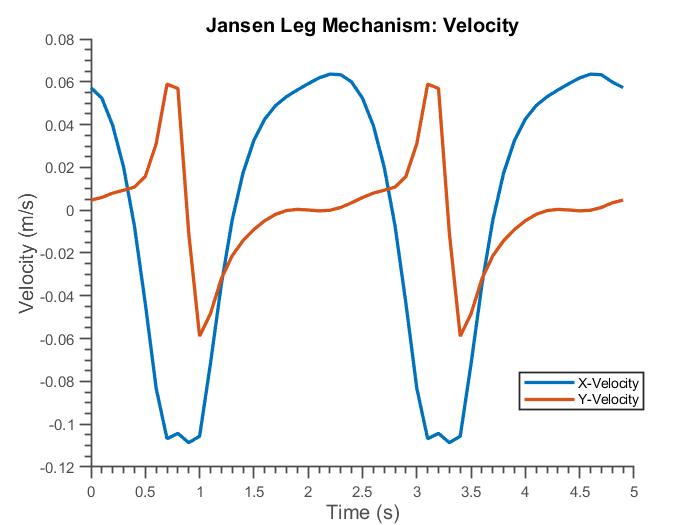 Jansen Leg Mechanism: Velocity
0.08
0.06
0.04
0.02
0
-0.02
-0.04
-0.06
-0.08
-0.1
-0.12
Velocity (m/s)
X-Velocity
Y-Velocity
0 0.5 1 1.5 2 2.5 3 3.5 4 4.5 5
Time (s)